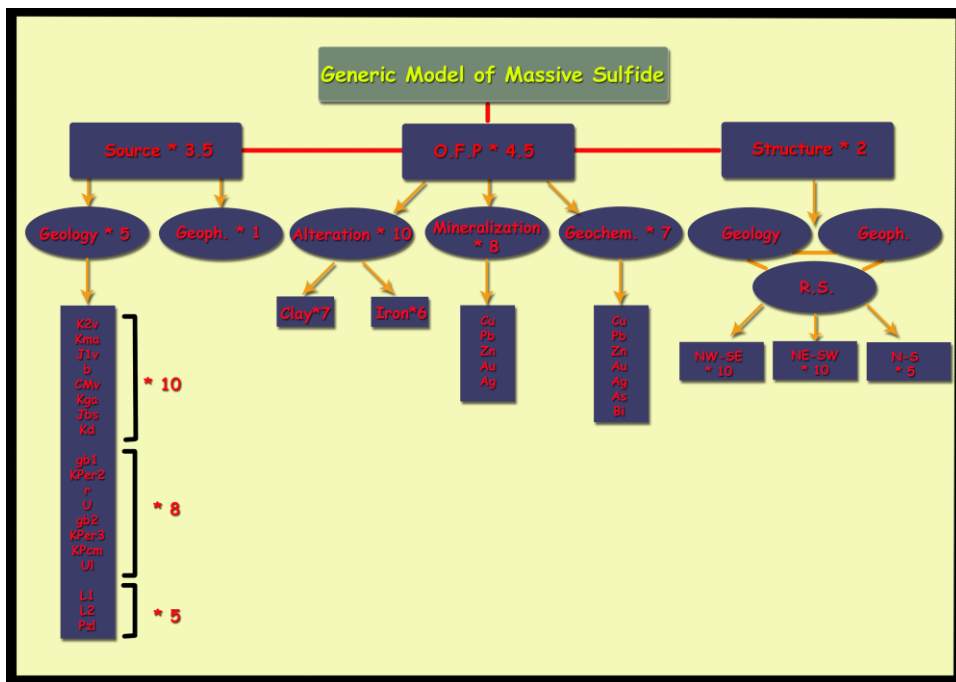 Generic Model of Massive Sulfide
Source * 3.5
O.F.P * 4.5
Structure * 2
Geology * 5
Geoph. * 1
Alteration * 10
Mineralization
* 8
Geochem. * 7
Geology
Geoph.
R.S.
Clay*7
Iron*6
Cu
Pb
Zn
Au
Ag
Cu
Pb
Zn
Au
Ag
As
Bi
NW-SE
* 10
NE-SW
* 10
N-S
* 5
K2v
Kma
J1v
b
CMv
Kga
Jbs
Kd
* 10
gb1
KPer2
r
U
gb2
KPer3
KPcm
Ul
* 8
L1
L2
Pzl
* 5